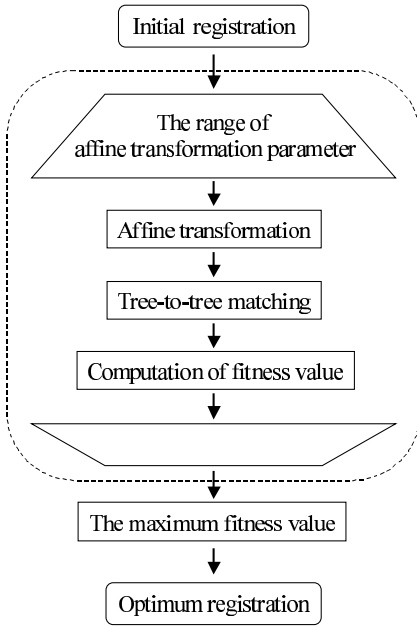 Initial registration
The range of
affine transformation parameter
Affine transformation
Tree-to-tree matching
Computation of fitness value
The maximum fitness value
Optimum registration